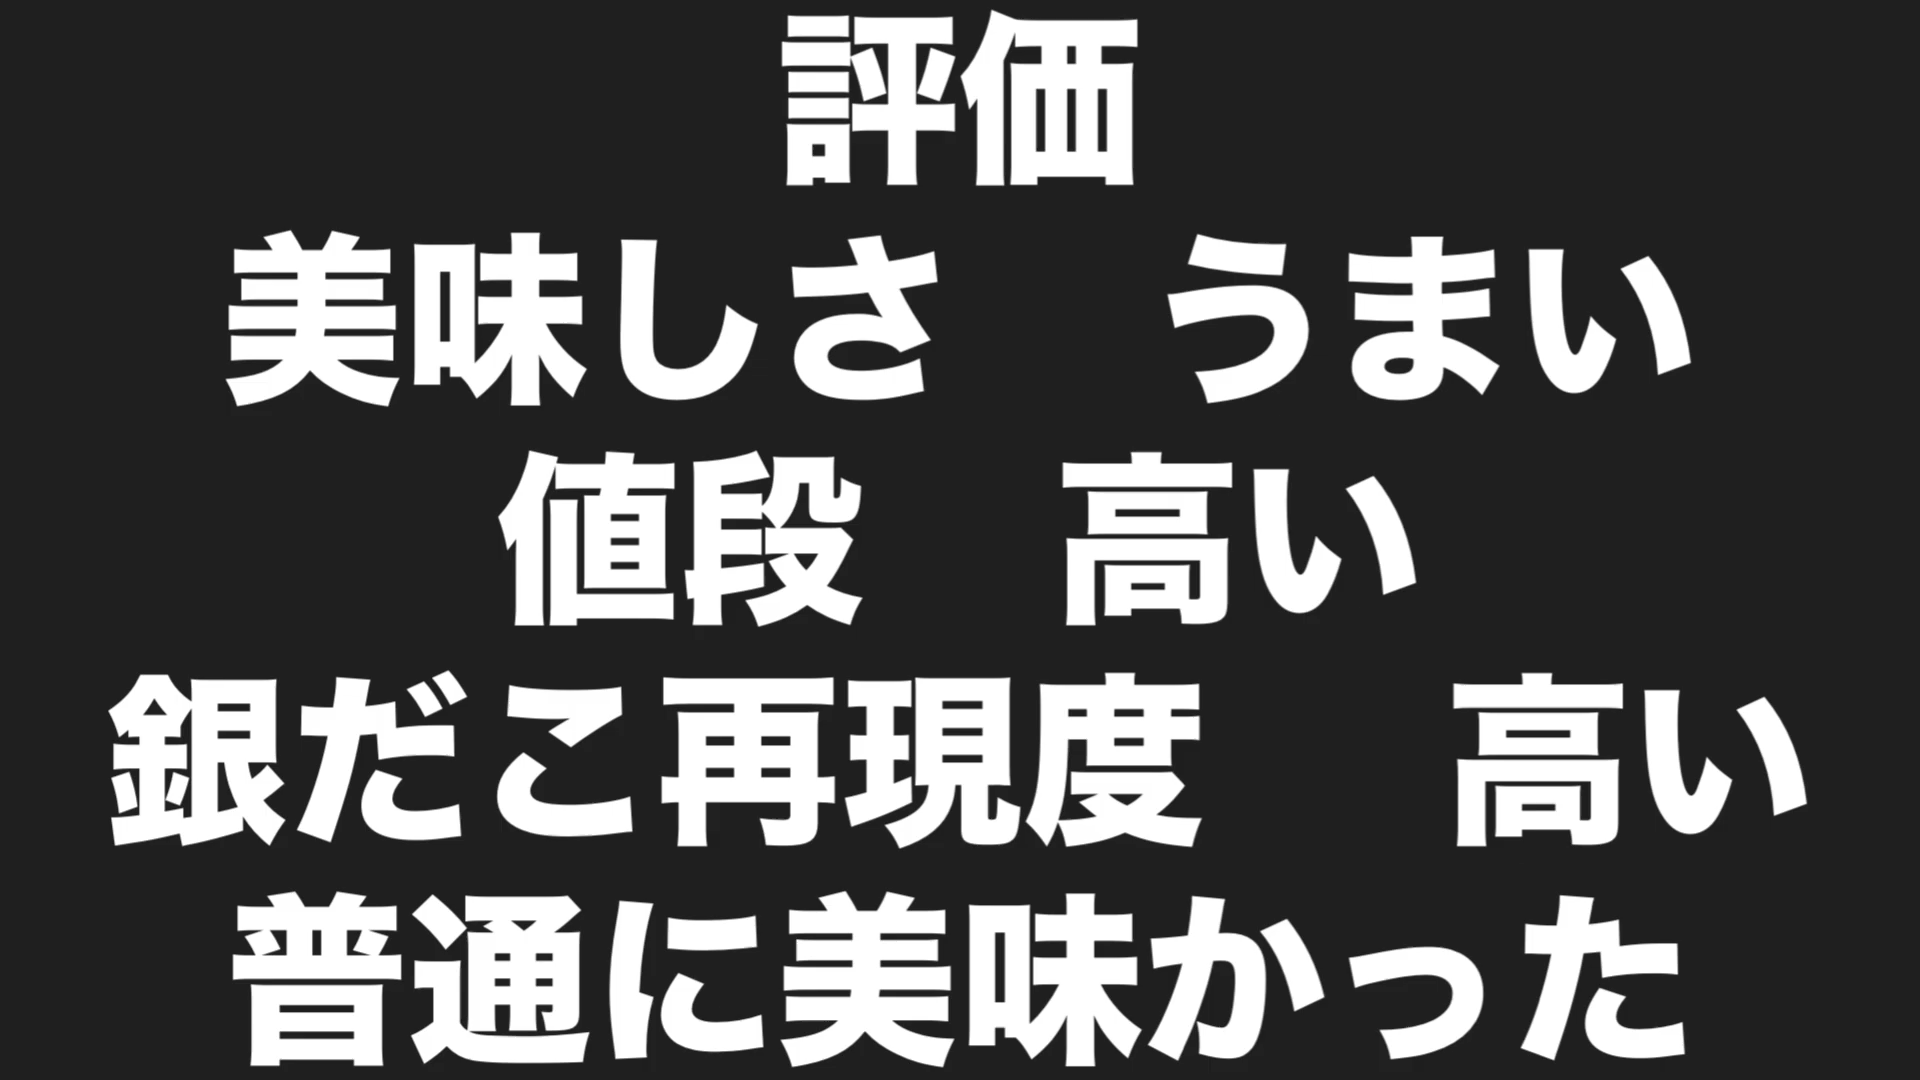 評価
美味しさ　うまい
値段　高い
銀だこ再現度　高い
普通に美味かった